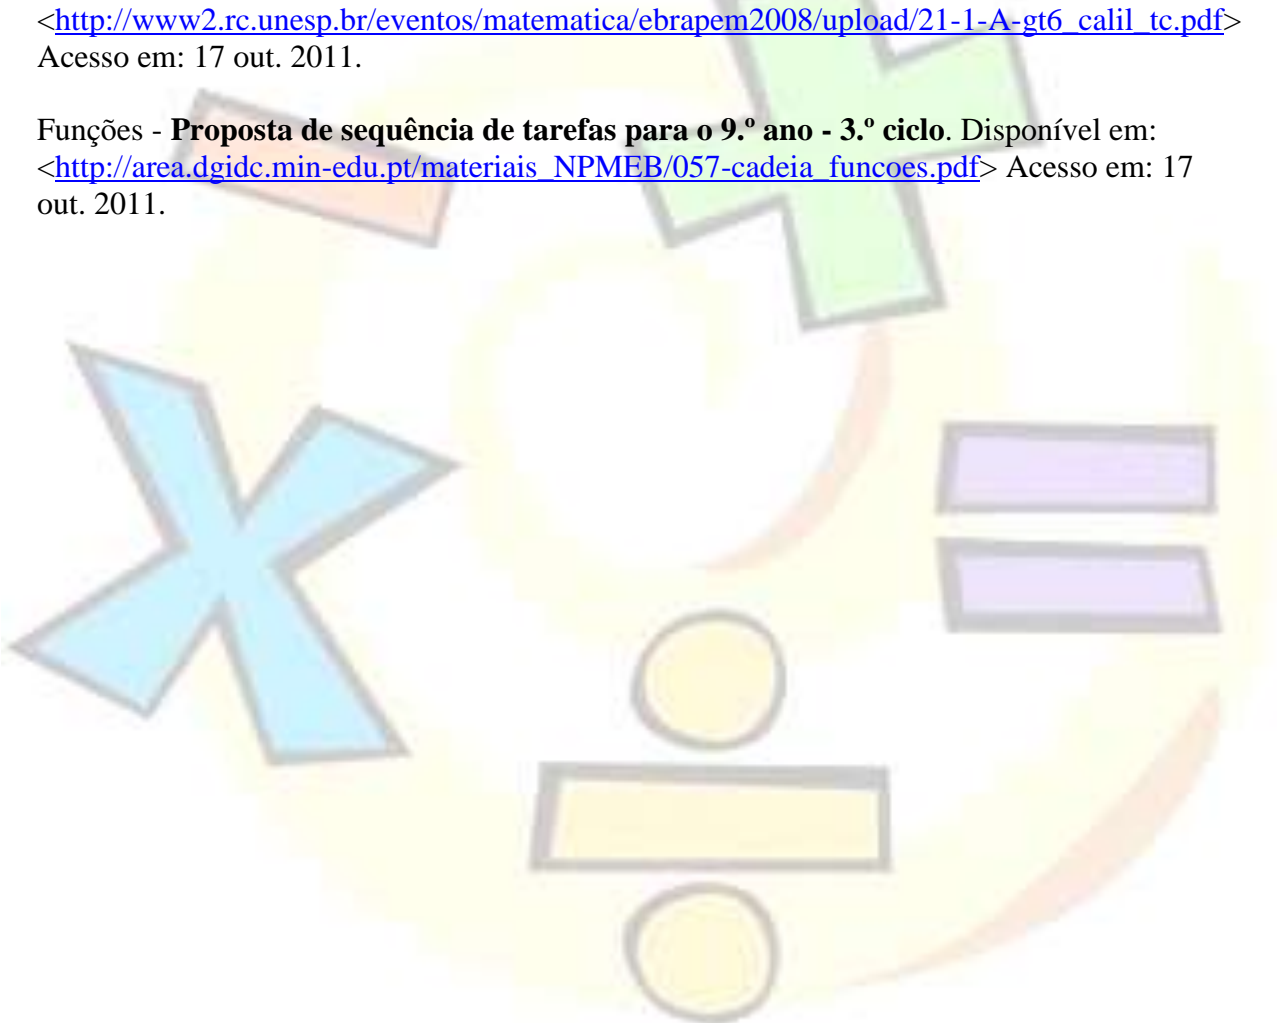 <http://www2.rc.unesp.br/eventos/matematica/ebrapem2008/upload/21-1-A-gt6_calil_tc.pdf>
Acesso em: 17 out. 2011.
Funções - Proposta de sequência de tarefas para o 9.º ano - 3.º ciclo. Disponível em:
<http://area.dgidc.min-edu.pt/materiais_NPMEB/057-cadeia_funcoes.pdf> Acesso em: 17
out. 2011.